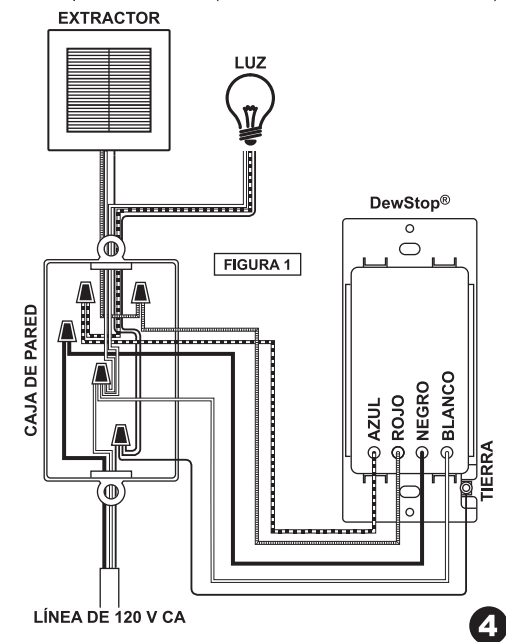 EXTRACTOR
LUZ
DewStop®
FIGURA 1
CAJA DE PARED
AZUL
ROJO
NEGRO
BLANCO
TIERRA
LÍNEA DE 120 V CA
4